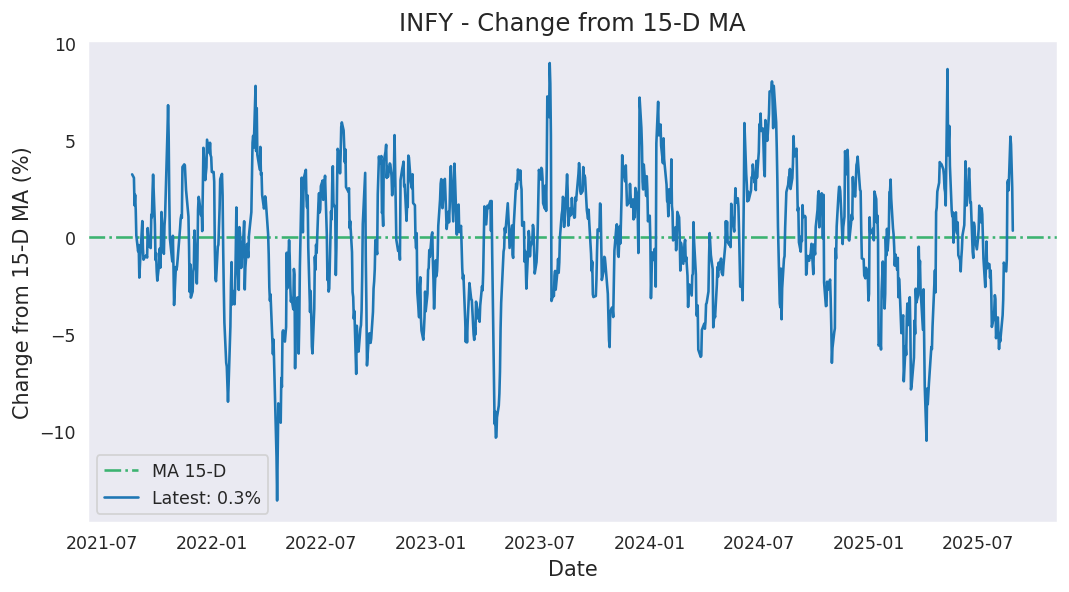 INFY - Change from 15-D MA
Change from 15-D MA (%)
10
5
0
−5
−10
MA 15-D
Latest: 0.3%
2021-07 2022-01 2022-07 2023-01 2023-07 2024-01 2024-07 2025-01 2025-07
Date